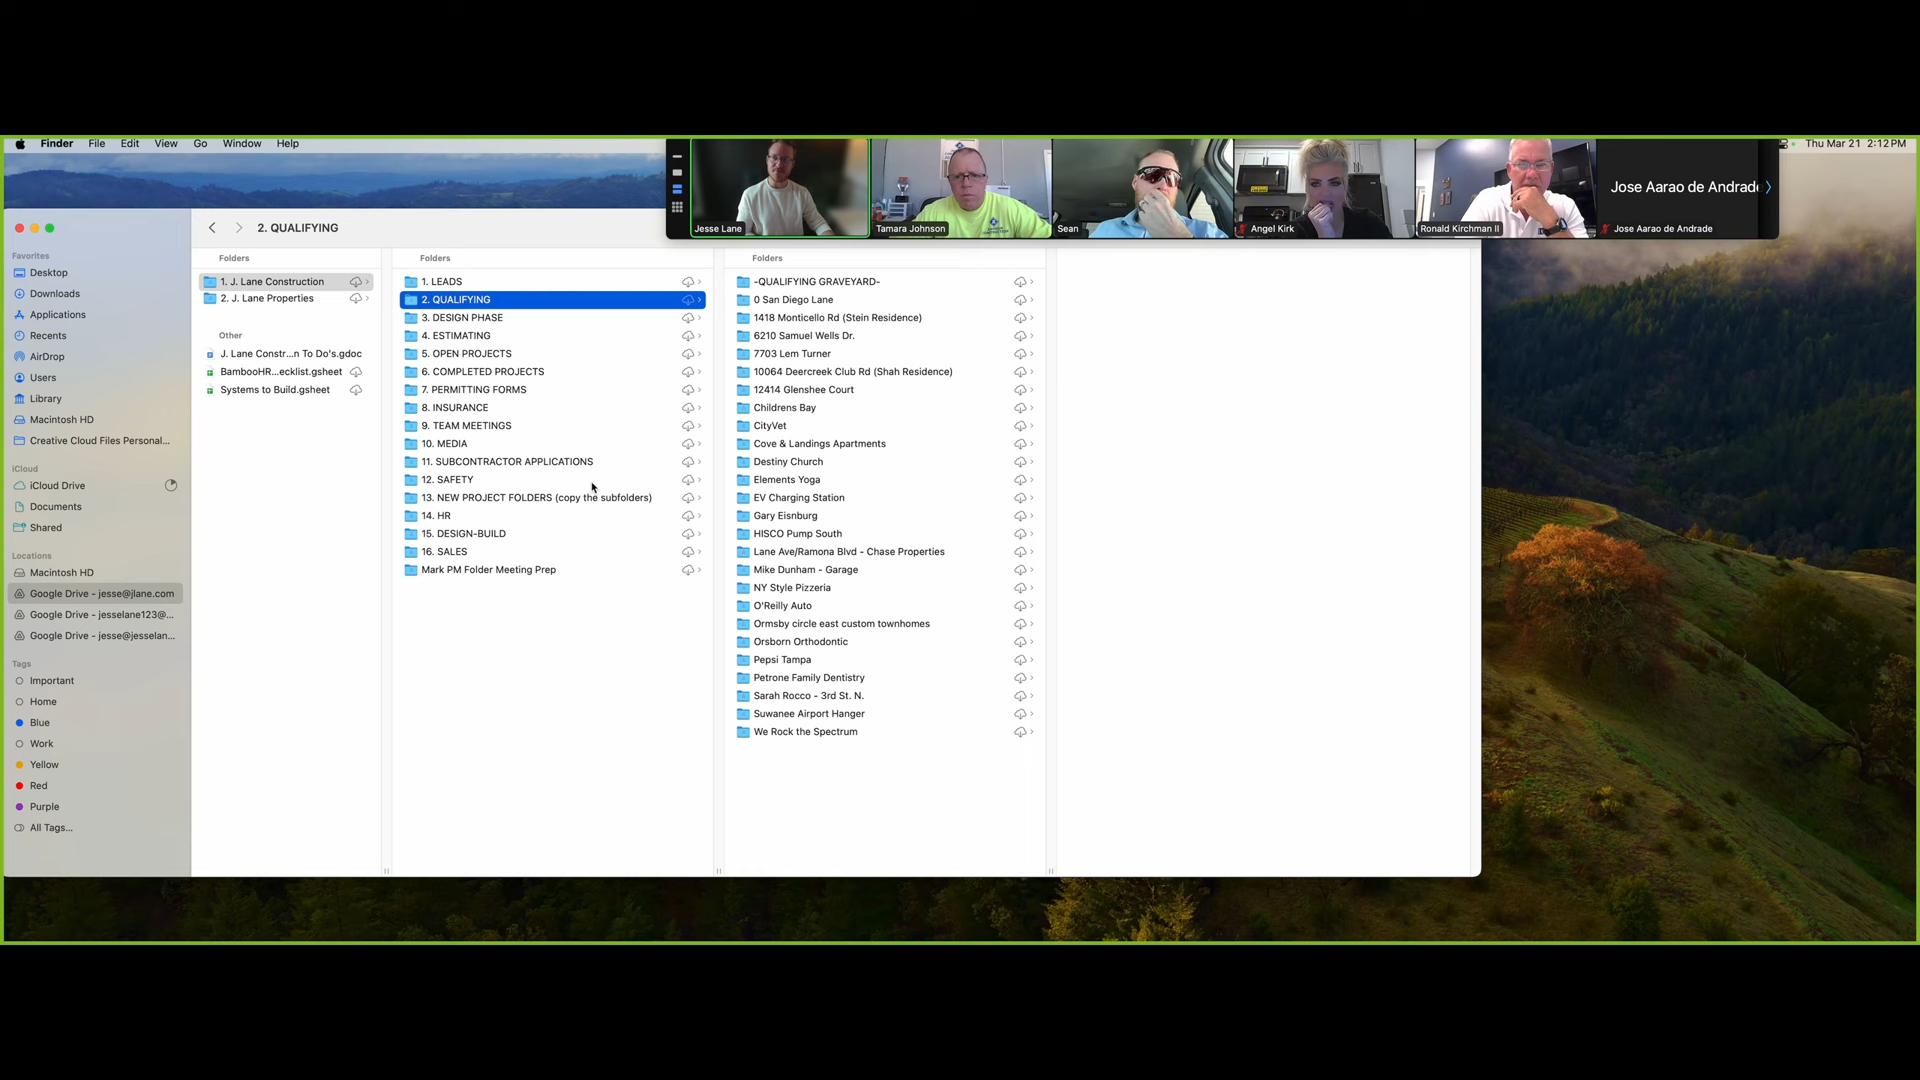 Finder File Edit View Go Window Help
Thu Mar 21 2:12 PM
Jesse Lane
Tamara Johnson
Sean
Angel Kirk
Ronald Kirchman II
Jose Aarao de Andrade
Jose Aarao de Andrade
2. QUALIFYING
Favorites
Desktop
Downloads
Applications
Recents
AirDrop
Users
Library
Macintosh HD
Creative Cloud Files Personal...
iCloud
iCloud Drive
Documents
Shared
Locations
Macintosh HD
Google Drive - jesse@jlane.com
Google Drive - jesselane123@...
Google Drive - jesse@jesselan...
Tags
Important
Home
Blue
Work
Yellow
Red
Purple
All Tags...
Folders
1. J. Lane Construction
2. J. Lane Properties
Other
J. Lane Constr...n To Do's.gdoc
BambooHR...ecklist.gsheet
Systems to Build.gsheet
Folders
1. LEADS
2. QUALIFYING
3. DESIGN PHASE
4. ESTIMATING
5. OPEN PROJECTS
6. COMPLETED PROJECTS
7. PERMITTING FORMS
8. INSURANCE
9. TEAM MEETINGS
10. MEDIA
11. SUBCONTRACTOR APPLICATIONS
12. SAFETY
13. NEW PROJECT FOLDERS (copy the subfolders)
14. HR
15. DESIGN-BUILD
16. SALES
Mark PM Folder Meeting Prep
Folders
-QUALIFYING GRAVEYARD-
0 San Diego Lane
1418 Monticello Rd (Stein Residence)
6210 Samuel Wells Dr.
7703 Lem Turner
10064 Deercreek Club Rd (Shah Residence)
12414 Glenshee Court
Childrens Bay
CityVet
Cove & Landings Apartments
Destiny Church
Elements Yoga
EV Charging Station
Gary Eisnburg
HISCO Pump South
Lane Ave/Ramona Blvd - Chase Properties
Mike Dunham - Garage
NY Style Pizzeria
O'Reilly Auto
Ormsby circle east custom townhomes
Orsborn Orthodontic
Pepsi Tampa
Petrone Family Dentistry
Sarah Rocco - 3rd St. N.
Suwanee Airport Hanger
We Rock the Spectrum